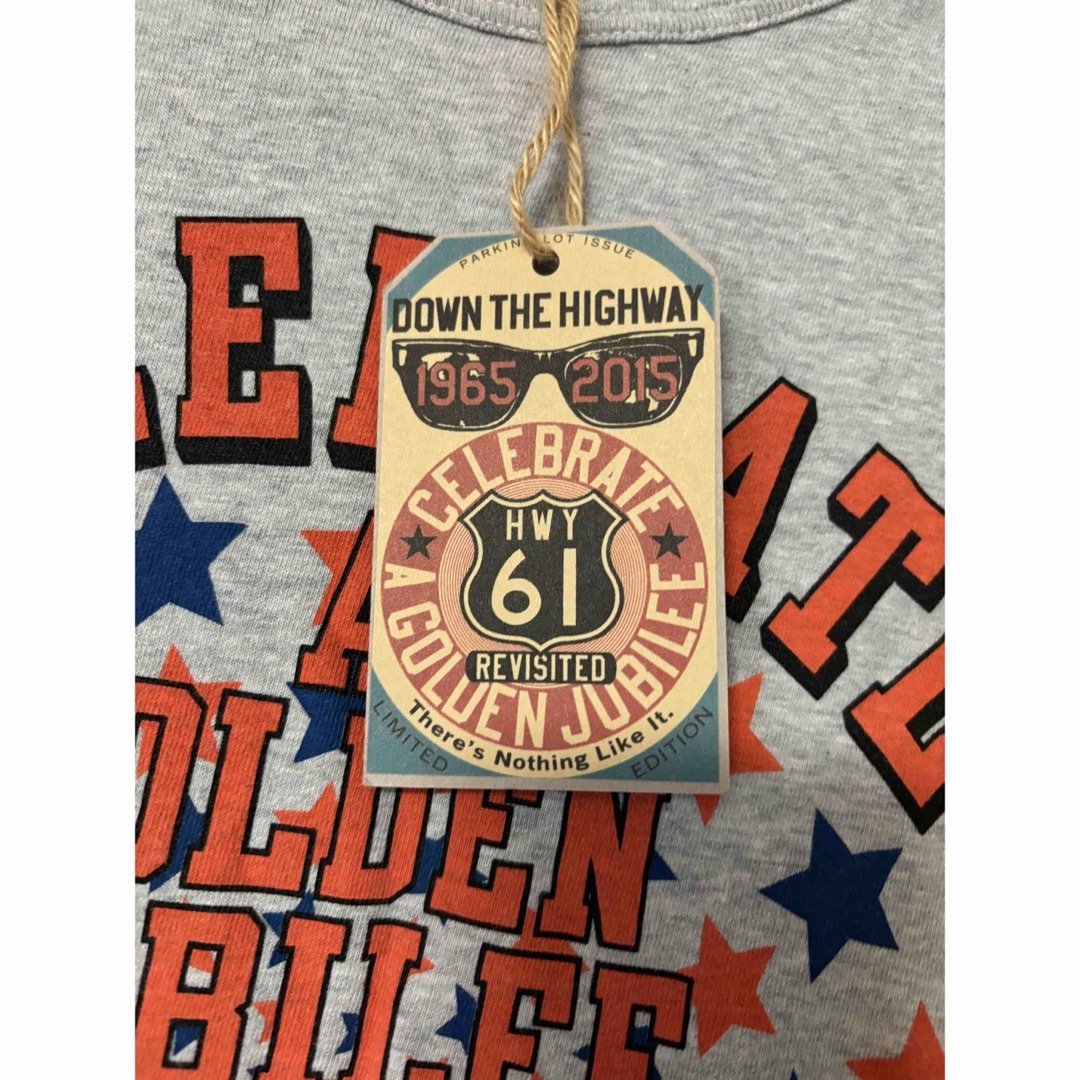 PARKING LOT ISSUE
DOWN THE HIGHWAY
1965 2015
CELEBRATE
HWY
61
REVISITED
A GOLDEN JUBILEE
There's Nothing Like It.
LIMITED EDITION
A
GOLDEN